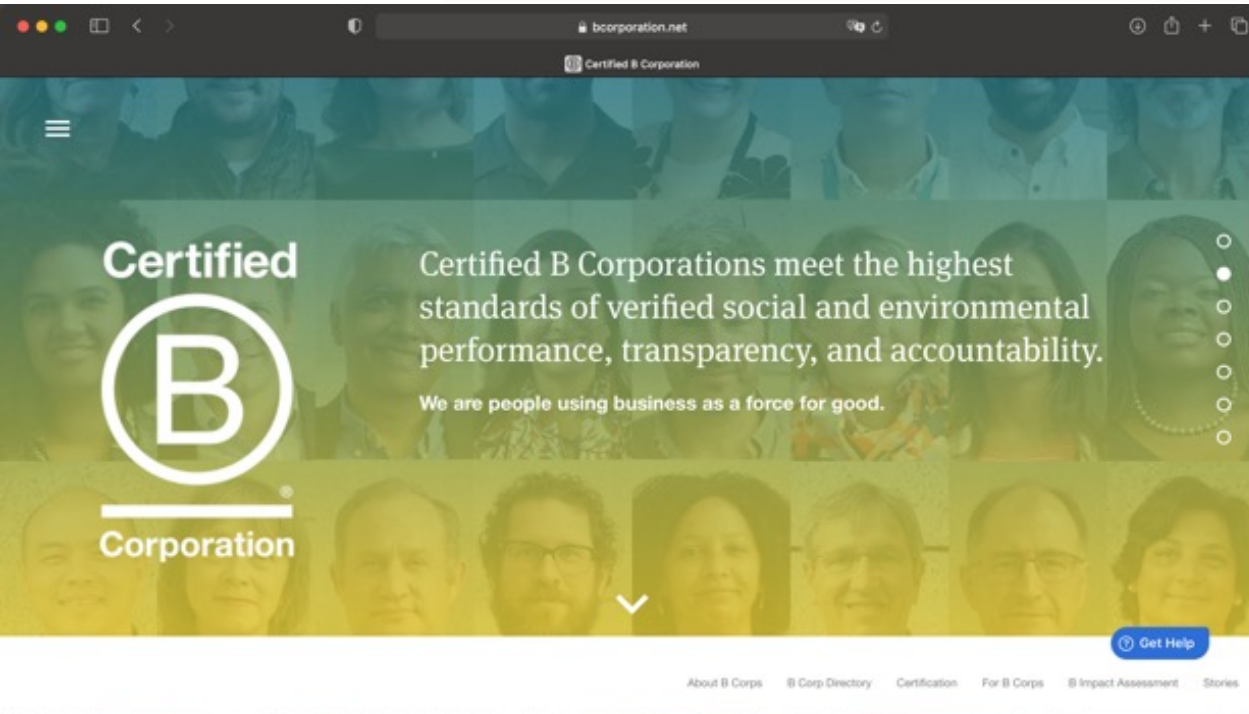 bcorporation.net
Certified B Corporation
Certified
B
®
Corporation
Certified B Corporations meet the highest
standards of verified social and environmental
performance, transparency, and accountability.
We are people using business as a force for good.
? Get Help
About B Corps B Corp Directory Certification For B Corps B Impact Assessment Stories